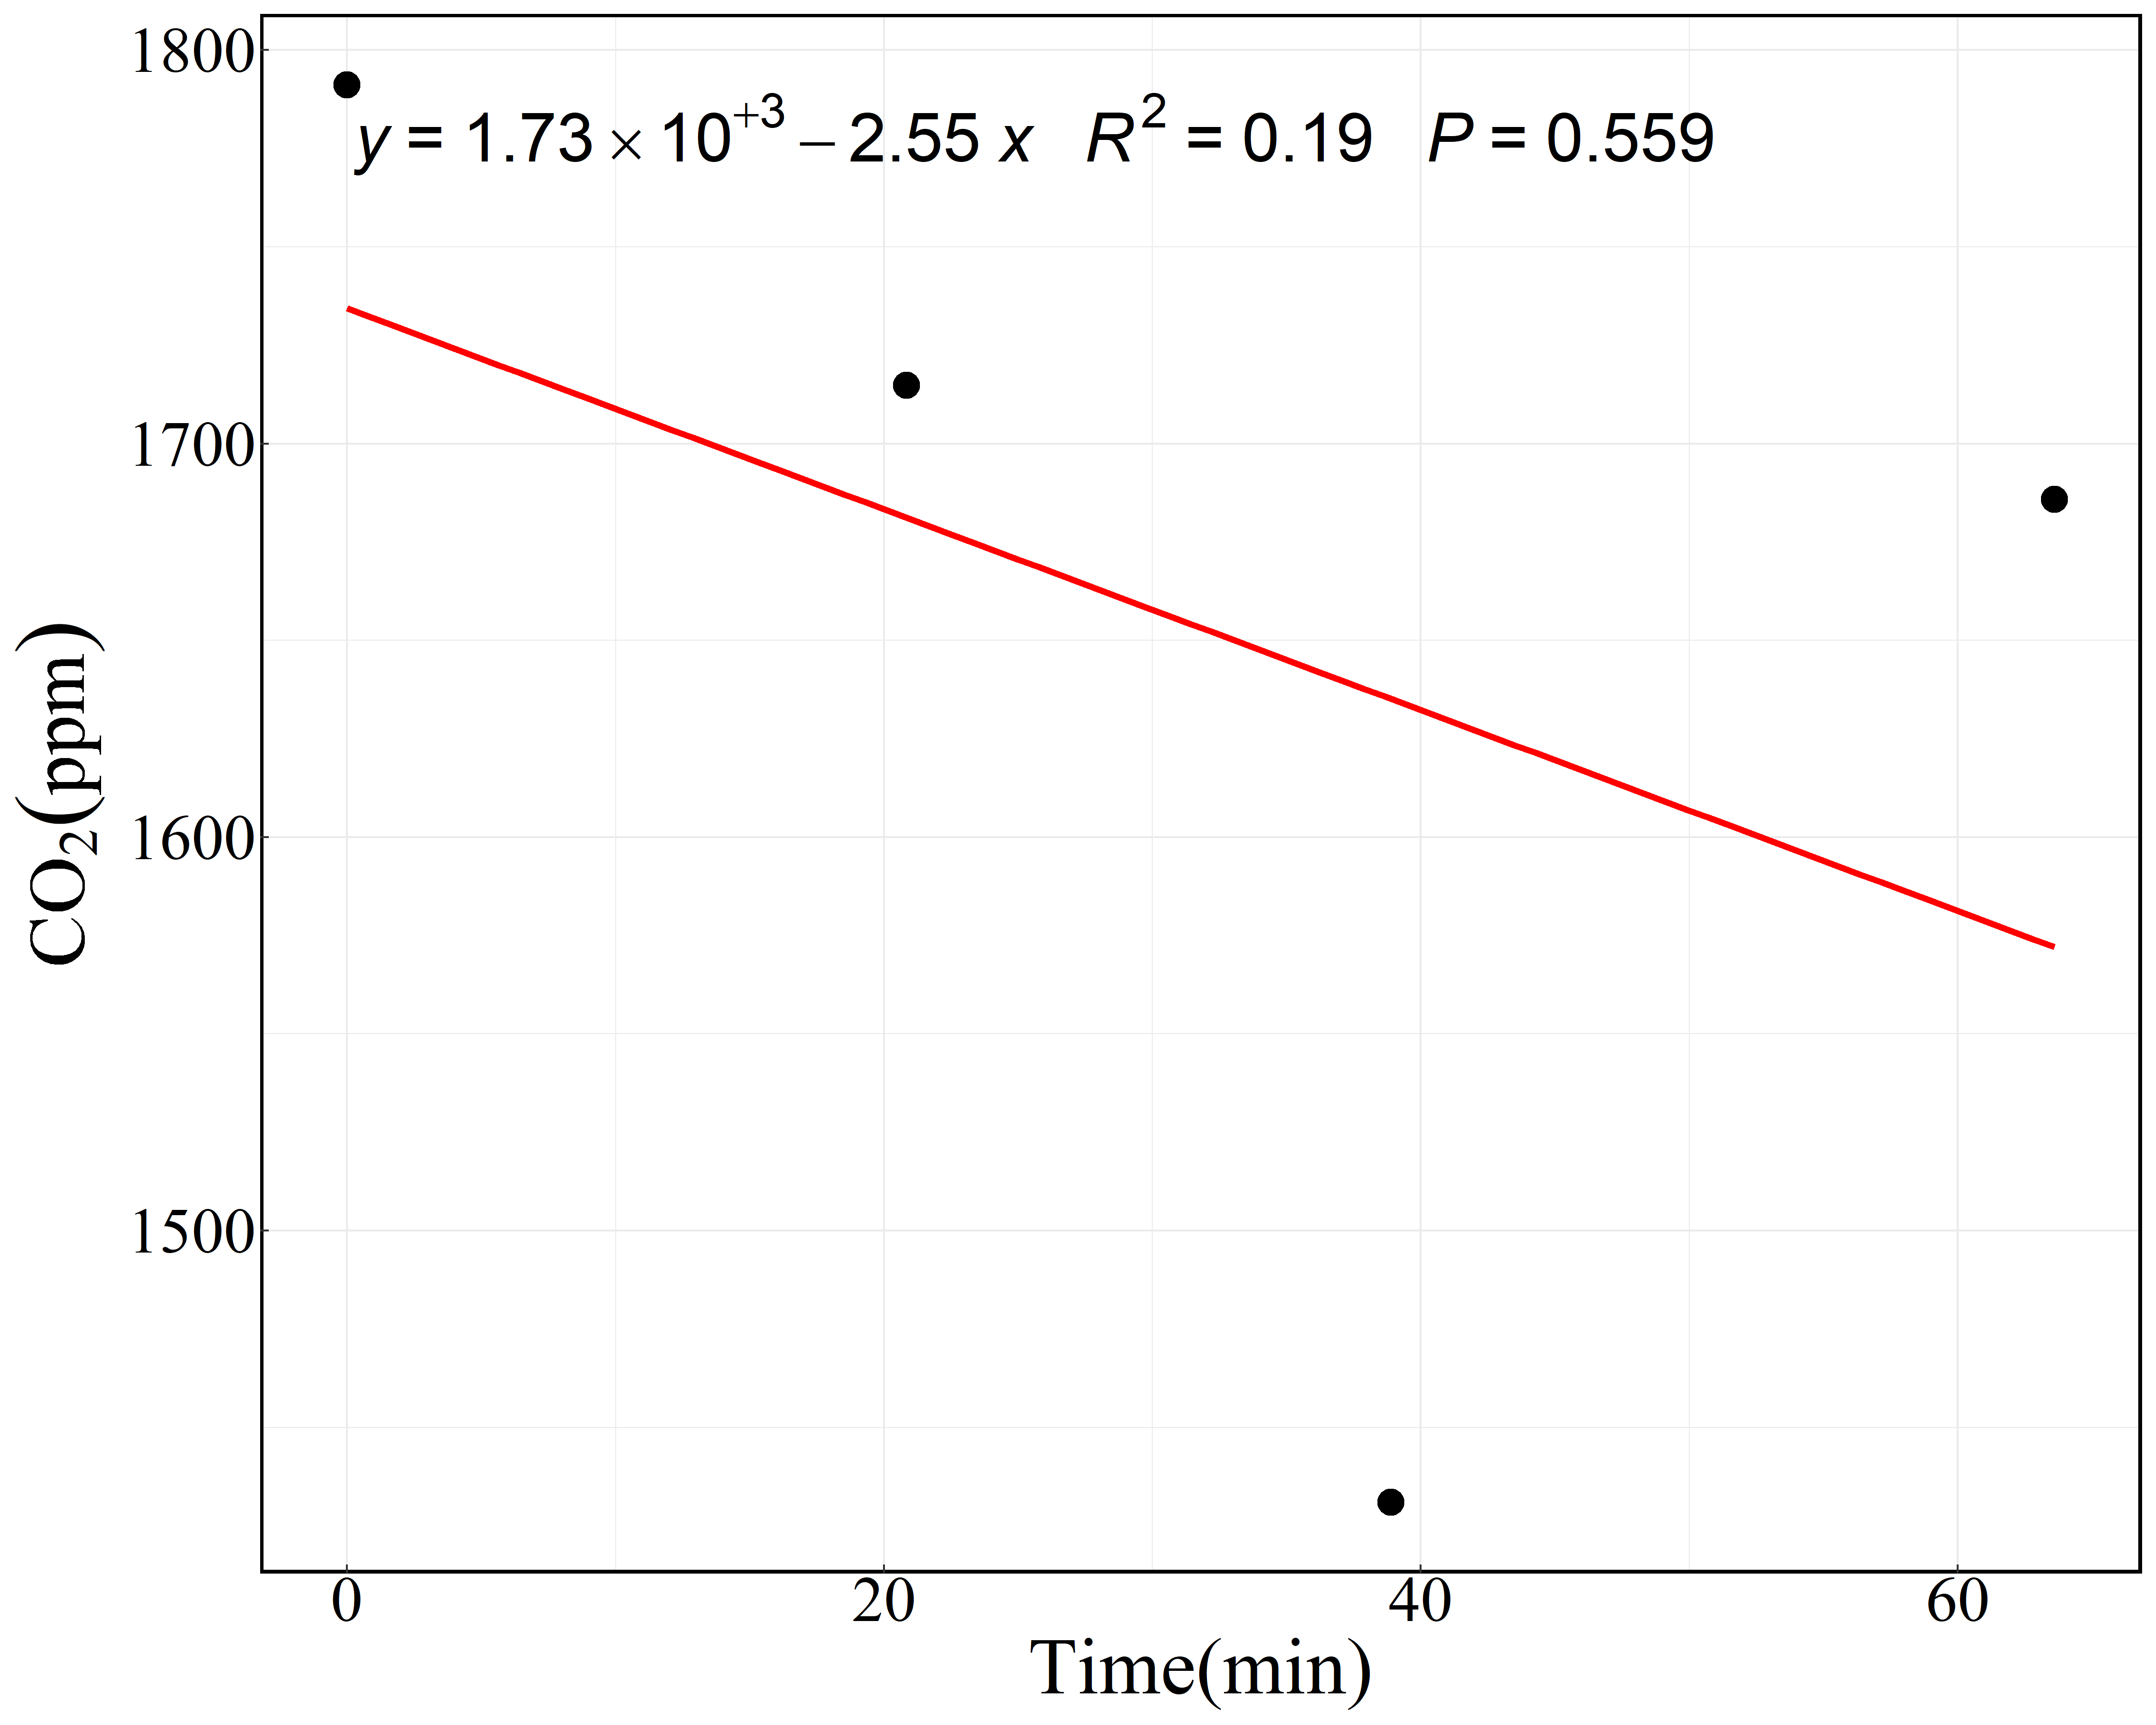 1800
y = 1.73 × 10⁺³ − 2.55 x R² = 0.19 P = 0.559
1700
1600
1500
CO₂(ppm)
0 20 40 60
Time(min)